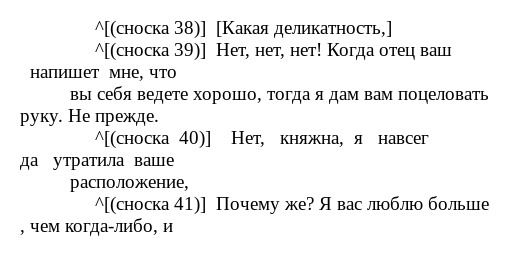 ^[(сноска 38)] [Какая деликатность,]
^[(сноска 39)] Нет, нет, нет! Когда отец ваш
напишет мне, что
вы себя ведете хорошо, тогда я дам вам поцеловать
руку. Не прежде.
^[(сноска 40)] Нет, княжна, я навсег
да утратила ваше
расположение,
^[(сноска 41)] Почему же? Я вас люблю больше
, чем когда-либо, и